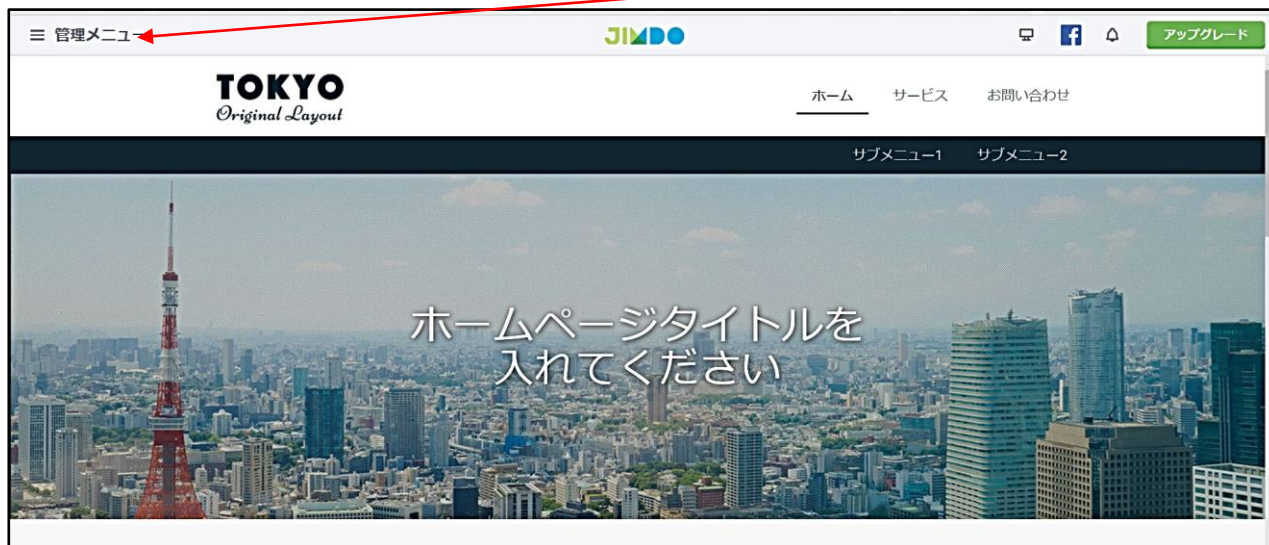 管理メニュー
JIMDO
アップグレード
TOKYO
Original Layout
ホーム サービス お問い合わせ
サブメニュー1 サブメニュー2
ホームページタイトルを
入れてください